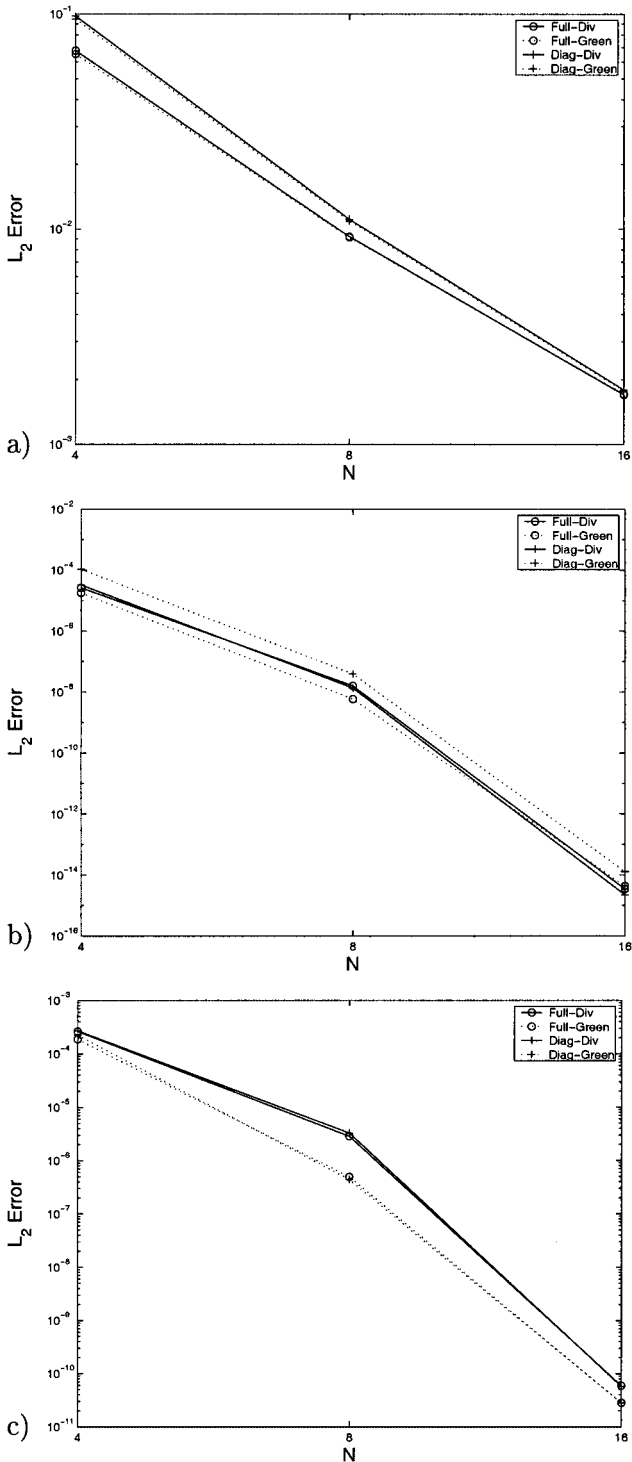 10⁻¹
10⁻²
10⁻³
L₂ Error
4
8
16
N
Full-Div
Full-Green
Diag-Div
Diag-Green
a)
10⁻²
10⁻⁴
10⁻⁶
10⁻⁸
10⁻¹⁰
10⁻¹²
10⁻¹⁴
10⁻¹⁶
L₂ Error
4
8
16
N
Full-Div
Full-Green
Diag-Div
Diag-Green
b)
10⁻³
10⁻⁴
10⁻⁵
10⁻⁶
10⁻⁷
10⁻⁸
10⁻⁹
10⁻¹⁰
10⁻¹¹
L₂ Error
4
8
16
N
Full-Div
Full-Green
Diag-Div
Diag-Green
c)